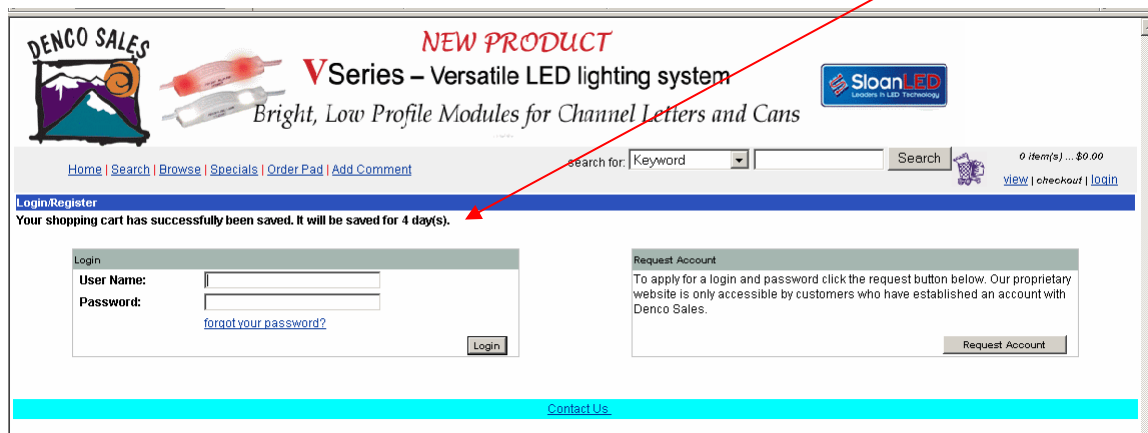 DENCO SALES
NEW PRODUCT
VSeries – Versatile LED lighting system
Bright, Low Profile Modules for Channel Letters and Cans
SloanLED
Leaders in LED Technology
Home | Search | Browse | Specials | Order Pad | Add Comment
search for: Keyword Search
0 item(s) ... $0.00
view | checkout | login
Login/Register
Your shopping cart has successfully been saved. It will be saved for 4 day(s).
Login
User Name:
Password:
forgot your password?
Login
Request Account
To apply for a login and password click the request button below. Our proprietary
website is only accessible by customers who have established an account with
Denco Sales.
Request Account
Contact Us